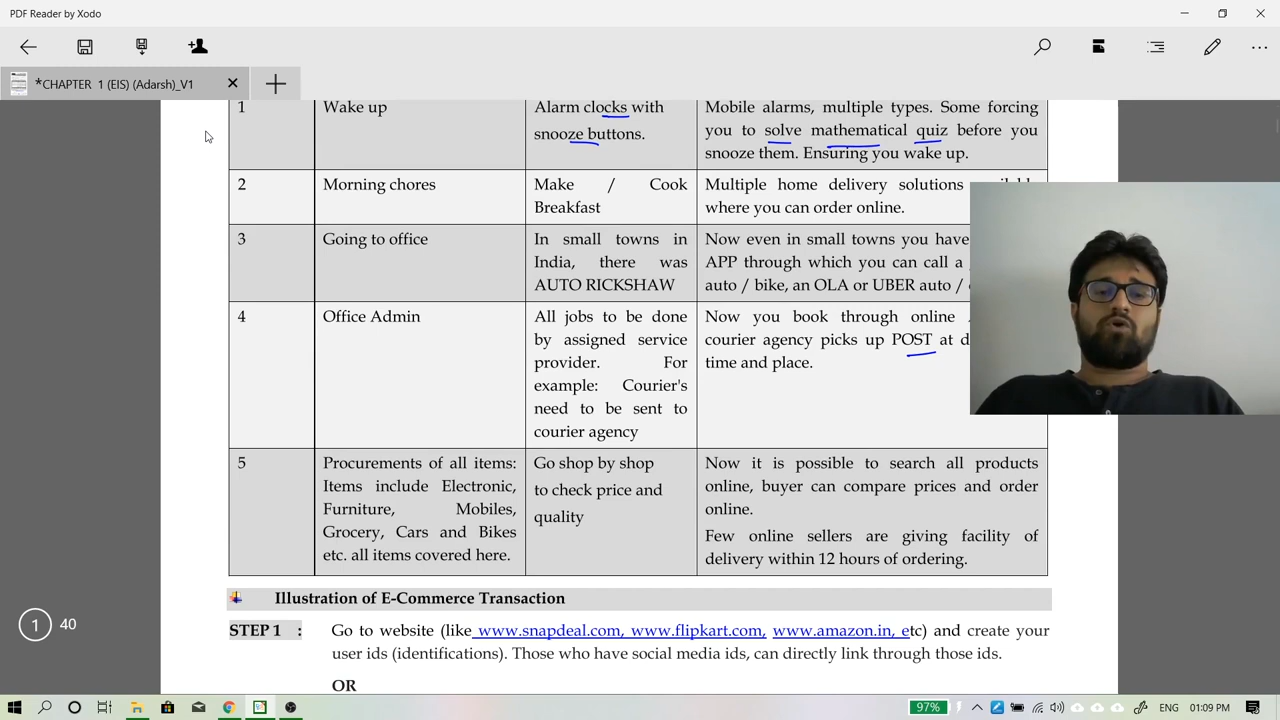 PDF Reader by Xodo
*CHAPTER 1 (EIS) (Adarsh)_V1
1
Wake up
Alarm clocks with
snooze buttons.
Mobile alarms, multiple types. Some forcing
you to solve mathematical quiz before you
snooze them. Ensuring you wake up.
2
Morning chores
Make / Cook
Breakfast
Multiple home delivery solutions
where you can order online.
3
Going to office
In small towns in
India, there was
AUTO RICKSHAW
Now even in small towns you have
APP through which you can call a
auto / bike, an OLA or UBER auto /
4
Office Admin
All jobs to be done
by assigned service
provider. For
example: Courier's
need to be sent to
courier agency
Now you book through online
courier agency picks up POST at
time and place.
5
Procurements of all items:
Items include Electronic,
Furniture, Mobiles,
Grocery, Cars and Bikes
etc. all items covered here.
Go shop by shop
to check price and
quality
Now it is possible to search all products
online, buyer can compare prices and order
online.
Few online sellers are giving facility of
delivery within 12 hours of ordering.
Illustration of E-Commerce Transaction
STEP 1 : Go to website (like www.snapdeal.com, www.flipkart.com, www.amazon.in, etc) and create your
user ids (identifications). Those who have social media ids, can directly link through those ids.
OR
1 40
97% ENG 01:09 PM